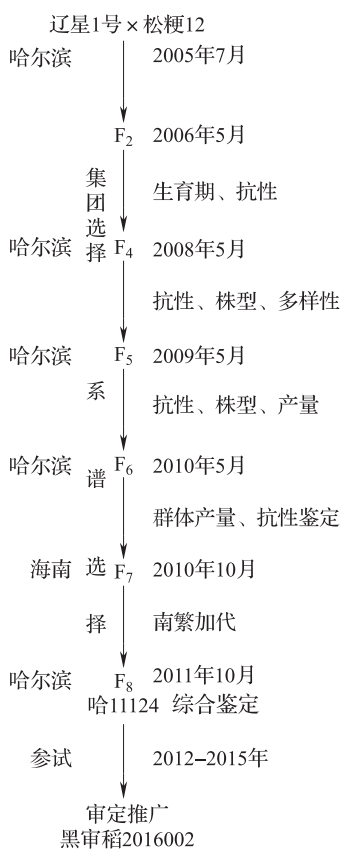 辽星1号×松粳12
哈尔滨 2005年7月
F2 2006年5月
集团选择
生育期、抗性
哈尔滨 F4 2008年5月
抗性、株型、多样性
哈尔滨 F5 2009年5月
系谱选择
抗性、株型、产量
哈尔滨 F6 2010年5月
群体产量、抗性鉴定
海南 F7 2010年10月
南繁加代
哈尔滨 F8 2011年10月
哈11124 综合鉴定
参试 2012–2015年
审定推广
黑审稻2016002